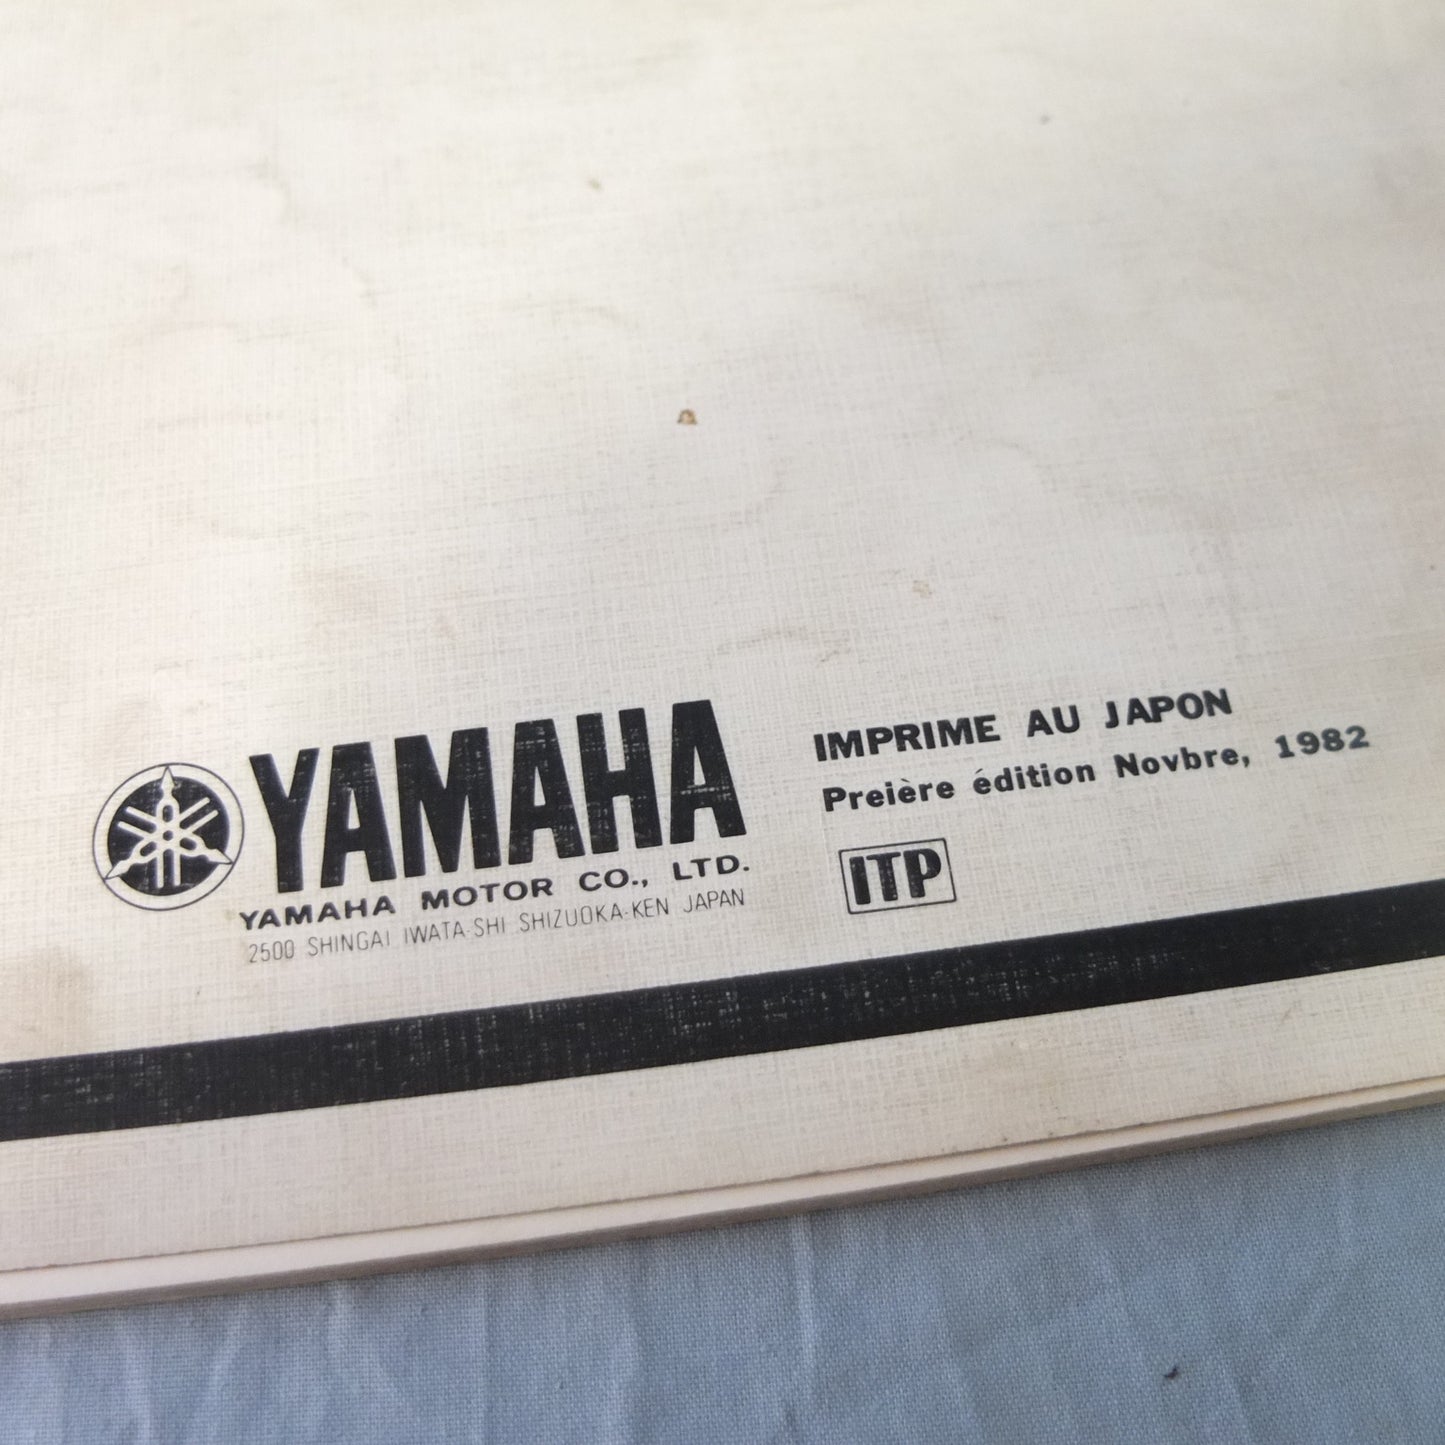 YAMAHA
YAMAHA MOTOR CO., LTD.
2500 SHINGAI IWATA-SHI SHIZUOKA-KEN JAPAN
IMPRIME AU JAPON
Preière édition Novbre, 1982
ITP